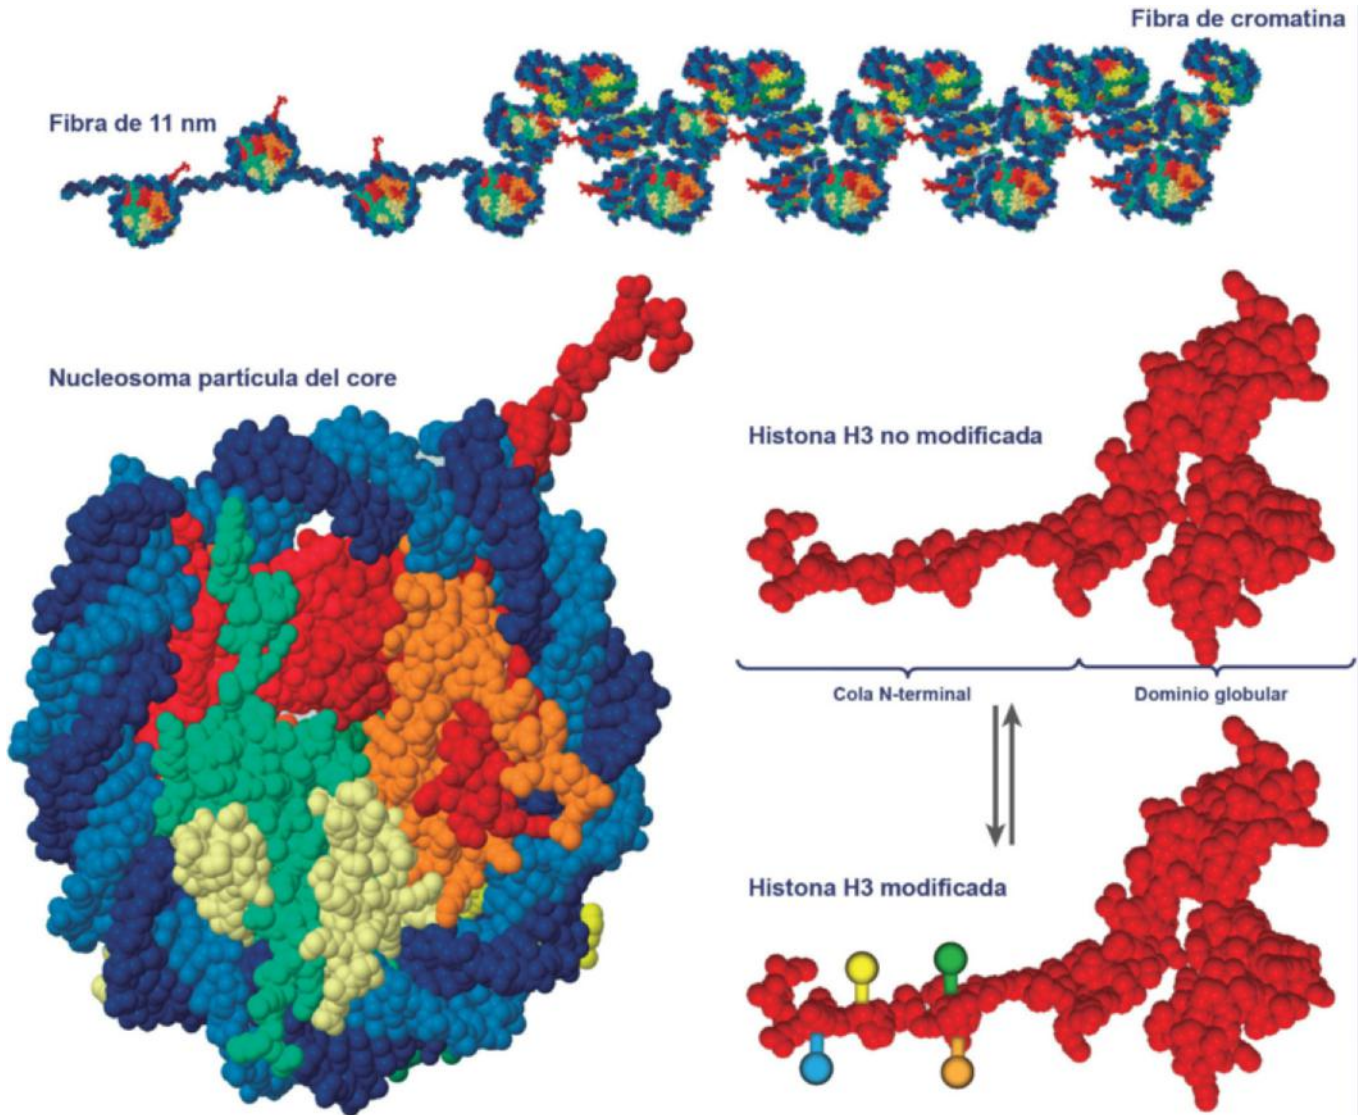 Fibra de cromatina
Fibra de 11 nm
Nucleosoma partícula del core
Histona H3 no modificada
Cola N-terminal
Dominio globular
Histona H3 modificada